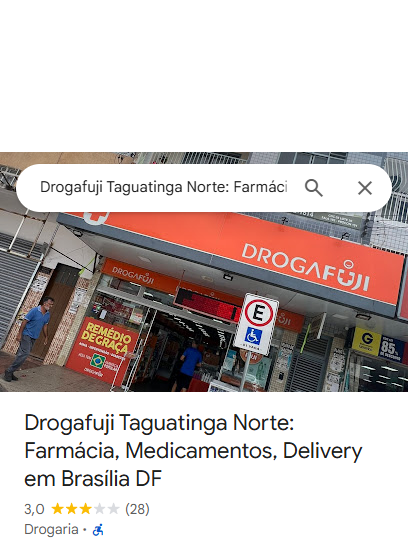 Drogafuji Taguatinga Norte: Farmáci
DROGAFUJI
DROGAFUJI
REMÉDIO
DE GRAÇA
E
G
85%
Drogafuji Taguatinga Norte:
Farmácia, Medicamentos, Delivery
em Brasília DF
3,0 (28)
Drogaria ·